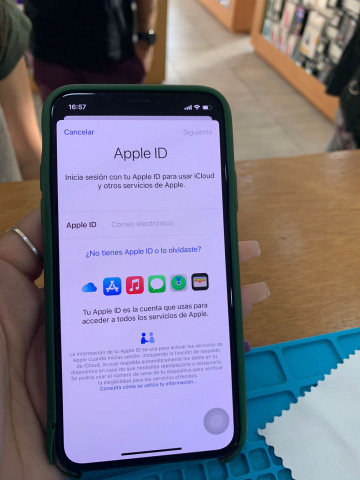 16:57
Cancelar
Siguiente
Apple ID
Inicia sesión con tu Apple ID para usar iCloud
y otros servicios de Apple.
Apple ID Correo electrónico
¿No tienes Apple ID o lo olvidaste?
Tu Apple ID es la cuenta que usas para
acceder a todos los servicios de Apple.
La información de tu Apple ID se usa para activar los servicios de
Apple cuando inicias sesión, incluyendo la función de respaldo
de iCloud, la cual respalda automáticamente los datos en tu
dispositivo en caso de que necesites reemplazarlo o restaurarlo.
Se podría usar el número de serie de tu dispositivo para verificar
la elegibilidad para los servicios ofrecidos.
Consulta cómo se utiliza tu información...